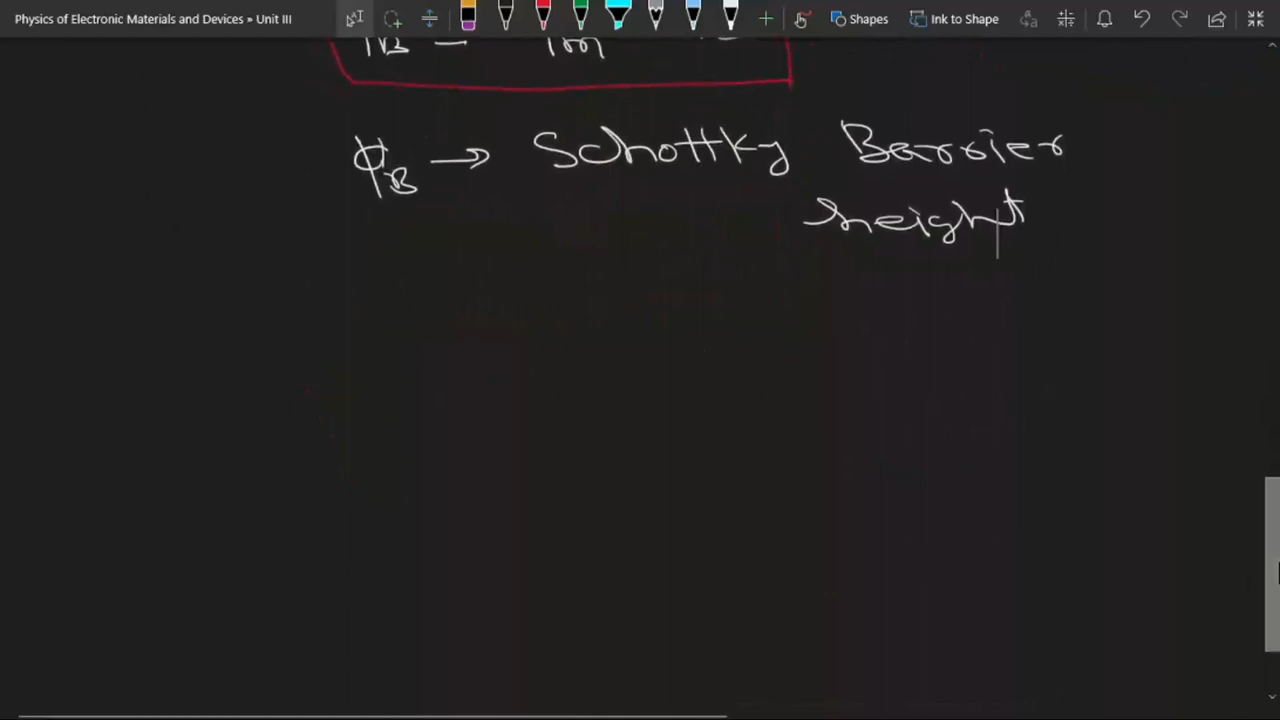 Physics of Electronic Materials and Devices » Unit III
Shapes
Ink to Shape
ϕB → Schottky Barrier
height